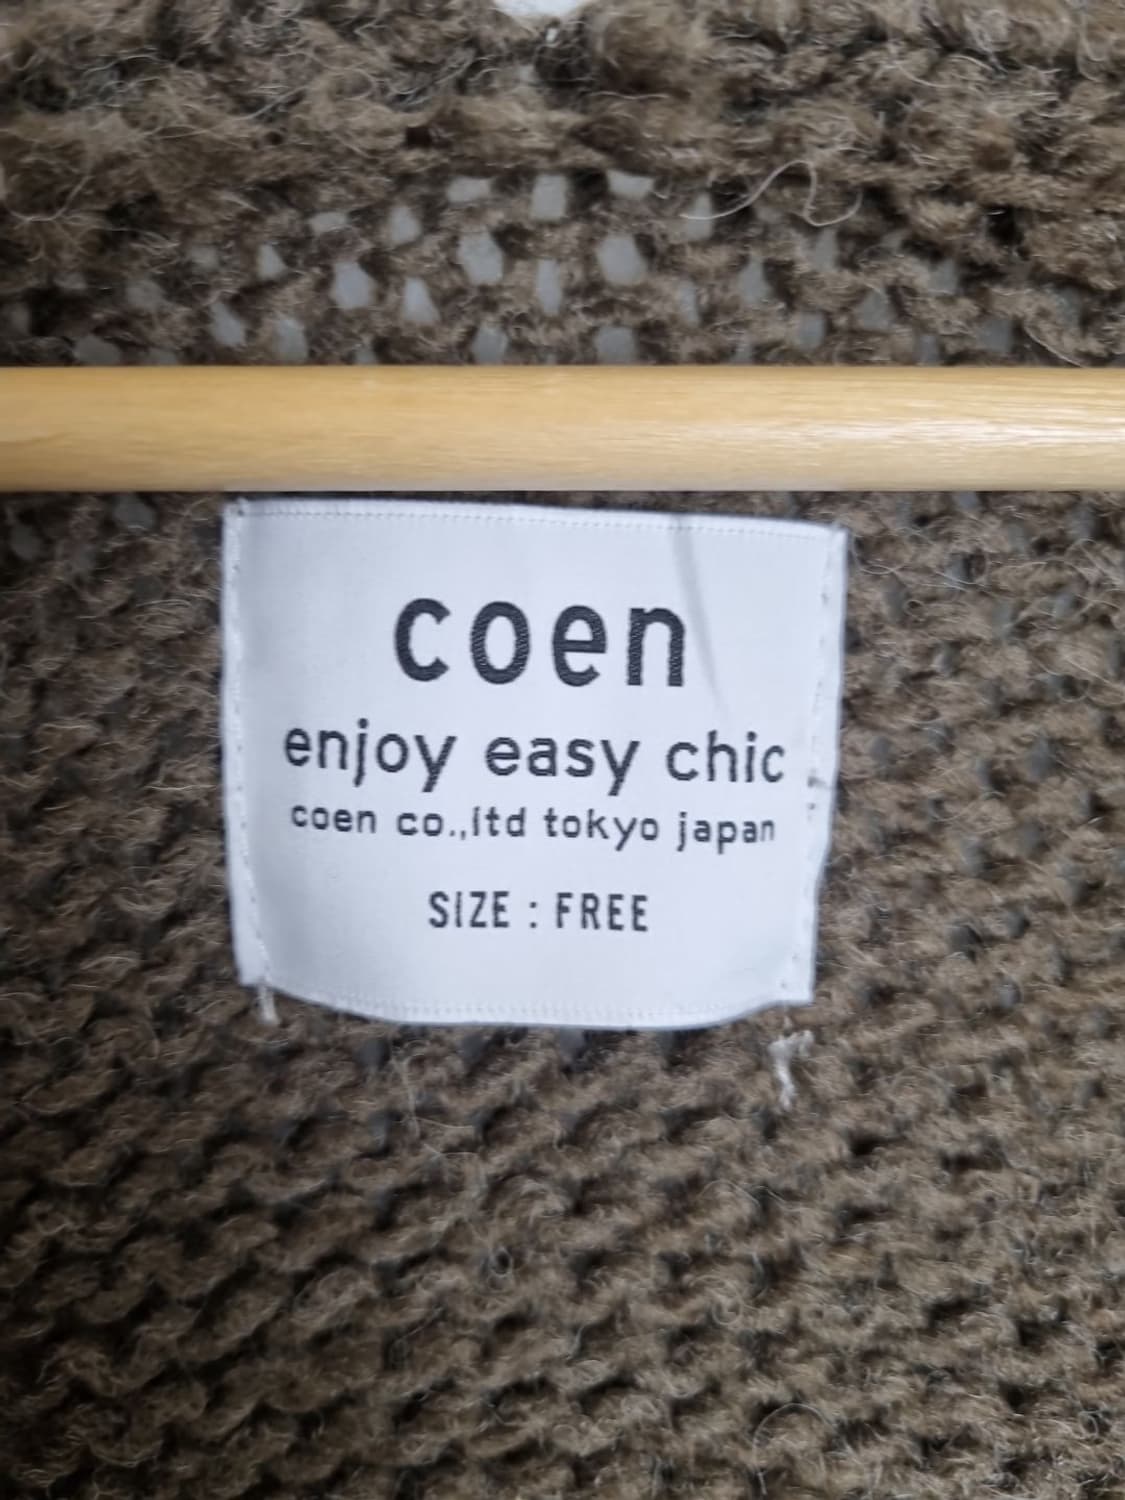 coen
enjoy easy chic
coen co.,ltd tokyo japan
SIZE : FREE